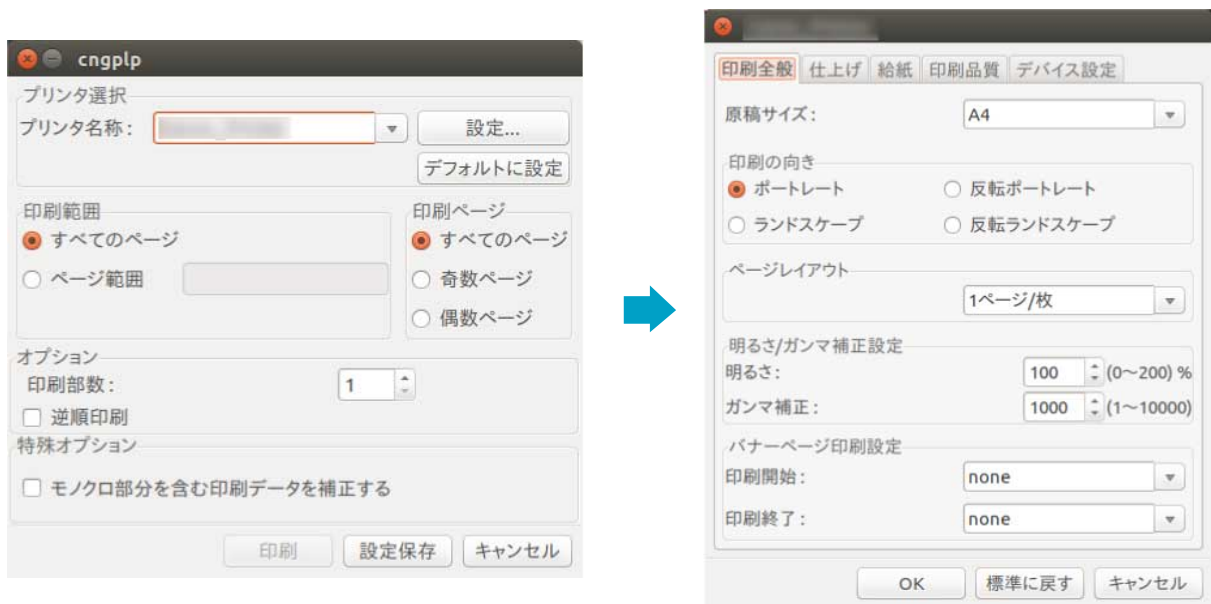 cngplp
プリンタ選択
プリンタ名称：
設定...
デフォルトに設定
印刷範囲
すべてのページ
ページ範囲
印刷ページ
すべてのページ
奇数ページ
偶数ページ
オプション
印刷部数：
1
逆順印刷
特殊オプション
モノクロ部分を含む印刷データを補正する
印刷 設定保存 キャンセル
印刷全般 仕上げ 給紙 印刷品質 デバイス設定
原稿サイズ： A4
印刷の向き
ポートレート 反転ポートレート
ランドスケープ 反転ランドスケープ
ページレイアウト
1ページ/枚
明るさ/ガンマ補正設定
明るさ： 100 (0～200) %
ガンマ補正： 1000 (1～10000)
バナーページ印刷設定
印刷開始： none
印刷終了： none
OK 標準に戻す キャンセル